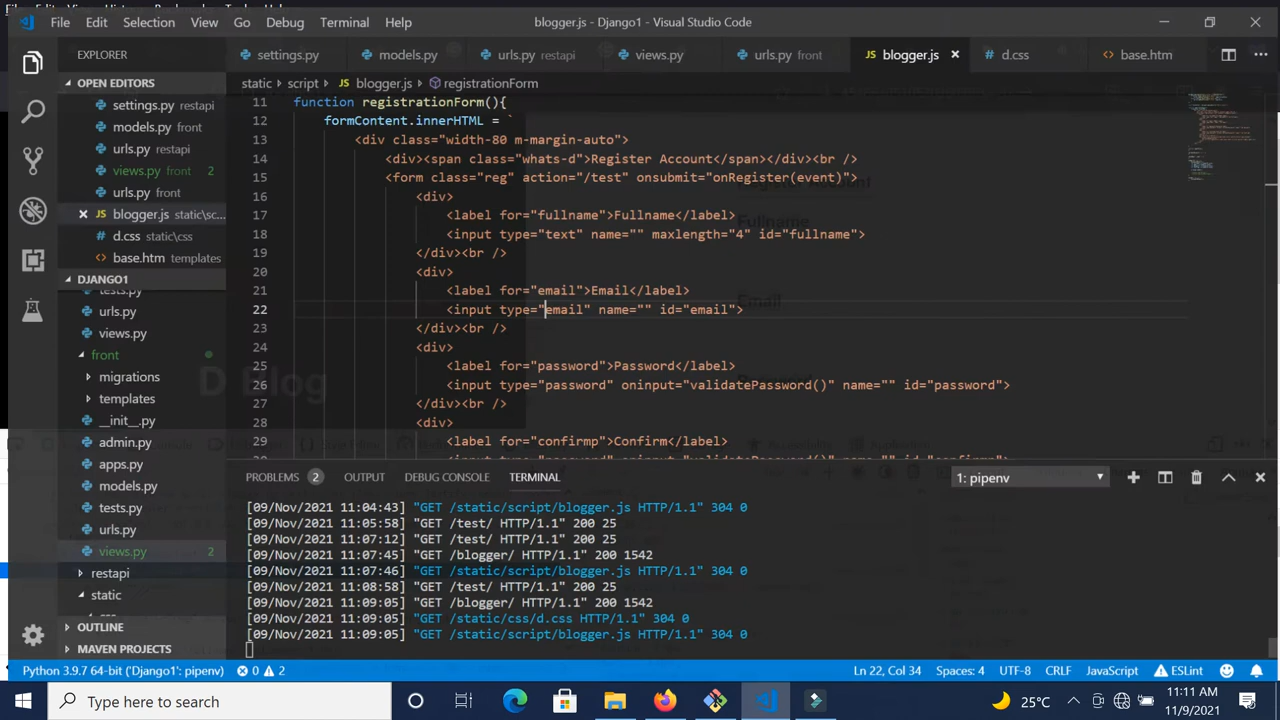 File Edit Selection View Go Debug Terminal Help blogger.js - Django1 - Visual Studio Code
EXPLORER settings.py models.py urls.py restapi views.py urls.py front JS blogger.js d.css base.htm
OPEN EDITORS static script JS blogger.js registrationForm
settings.py restapi
models.py front
urls.py restapi
views.py front 2
urls.py front
JS blogger.js static\sc...
d.css static\css
base.htm templates
DJANGO1
tests.py
urls.py
views.py
front
migrations
templates
__init__.py
admin.py
apps.py
models.py
tests.py
urls.py
views.py 2
restapi
static
OUTLINE
MAVEN PROJECTS
11 function registrationForm(){
12 formContent.innerHTML = `
13 <div class="width-80 m-margin-auto">
14 <div><span class="whats-d">Register Account</span></div><br />
15 <form class="reg" action="/test" onsubmit="onRegister(event)">
16 <div>
17 <label for="fullname">Fullname</label>
18 <input type="text" name="" maxlength="4" id="fullname">
19 </div><br />
20 <div>
21 <label for="email">Email</label>
22 <input type="email" name="" id="email">
23 </div><br />
24 <div>
25 <label for="password">Password</label>
26 <input type="password" oninput="validatePassword()" name="" id="password">
27 </div><br />
28 <div>
29 <label for="confirmp">Confirm</label>
Register Account
Fullname
Email
D Blog
PROBLEMS 2 OUTPUT DEBUG CONSOLE TERMINAL 1: pipenv
[09/Nov/2021 11:04:43] "GET /static/script/blogger.js HTTP/1.1" 304 0
[09/Nov/2021 11:05:58] "GET /test/ HTTP/1.1" 200 25
[09/Nov/2021 11:07:12] "GET /test/ HTTP/1.1" 200 25
[09/Nov/2021 11:07:45] "GET /blogger/ HTTP/1.1" 200 1542
[09/Nov/2021 11:07:46] "GET /static/script/blogger.js HTTP/1.1" 304 0
[09/Nov/2021 11:08:58] "GET /test/ HTTP/1.1" 200 25
[09/Nov/2021 11:09:05] "GET /blogger/ HTTP/1.1" 200 1542
[09/Nov/2021 11:09:05] "GET /static/css/d.css HTTP/1.1" 304 0
[09/Nov/2021 11:09:05] "GET /static/script/blogger.js HTTP/1.1" 304 0
Python 3.9.7 64-bit ('Django1': pipenv) 0 2 Ln 22, Col 34 Spaces: 4 UTF-8 CRLF JavaScript ESLint
Type here to search 25°C 11:11 AM
11/9/2021